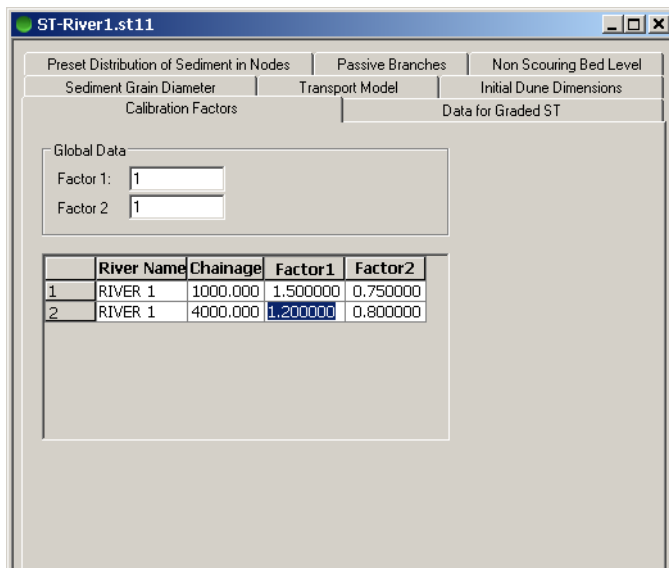 ST-River1.st11
Preset Distribution of Sediment in Nodes Passive Branches Non Scouring Bed Level
Sediment Grain Diameter Transport Model Initial Dune Dimensions
Calibration Factors Data for Graded ST
Global Data
Factor 1: 1
Factor 2 1
River Name Chainage Factor1 Factor2
1 RIVER 1 1000.000 1.500000 0.750000
2 RIVER 1 4000.000 1.200000 0.800000